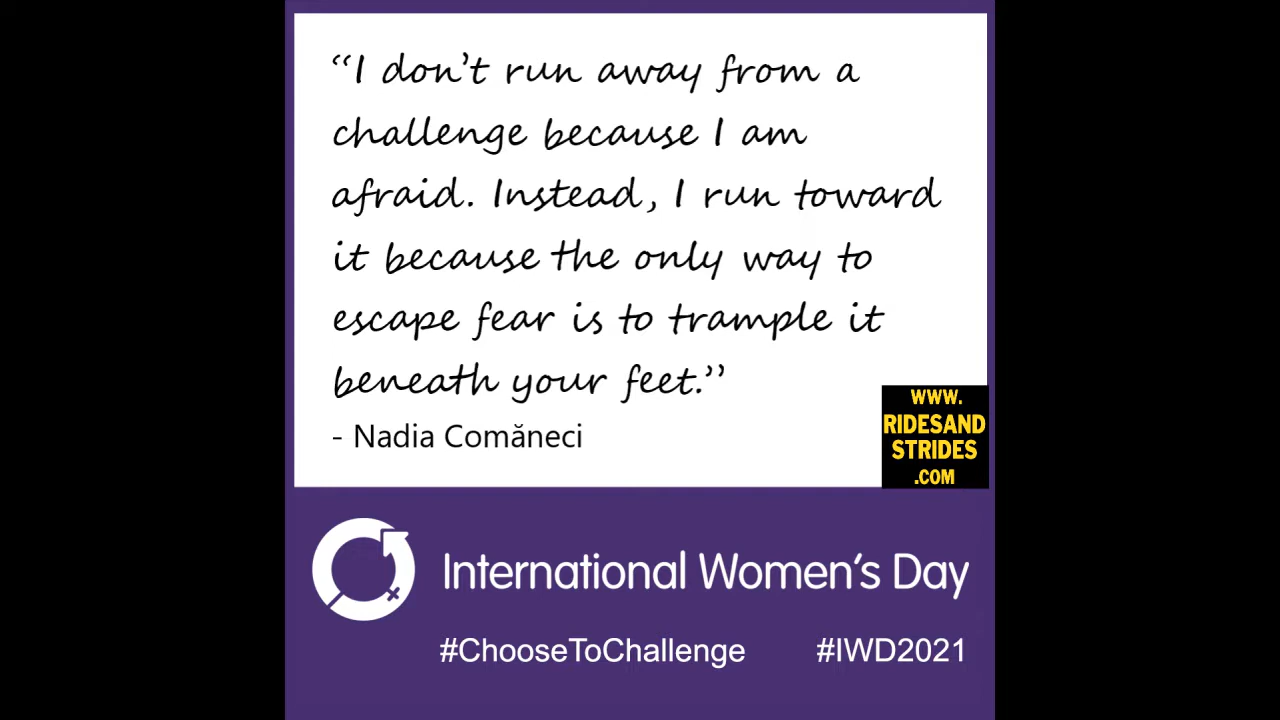 “I don’t run away from a
challenge because I am
afraid. Instead, I run toward
it because the only way to
escape fear is to trample it
beneath your feet.”
- Nadia Comăneci
WWW.
RIDESAND
STRIDES
.COM
International Women’s Day
#ChooseToChallenge #IWD2021